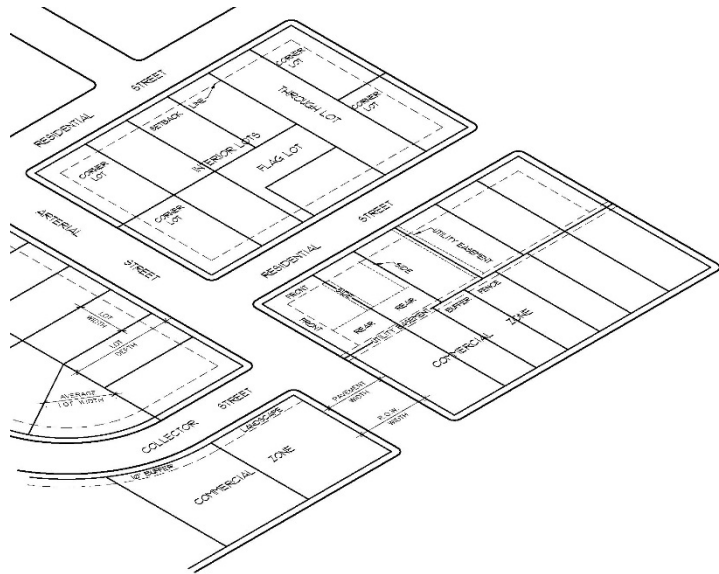 RESIDENTIAL STREET
CORNER
LOT
SETBACK
LINE
THROUGH LOT
CORNER
LOT
INTERIOR LOTS
FLAG LOT
CORNER
LOT
CORNER
LOT
ARTERIAL STREET
RESIDENTIAL STREET
UTILITY EASEMENT
SIDE
FRONT
SIDE
REAR
FRONT
REAR
UTILITY EASEMENT
BUFFER FENCE
COMMERCIAL ZONE
LOT
WIDTH
LOT
DEPTH
AVERAGE
LOT WIDTH
COLLECTOR STREET
PAVEMENT
WIDTH
R.O.W.
WIDTH
LANDSCAPE
10' BUFFER
COMMERCIAL ZONE